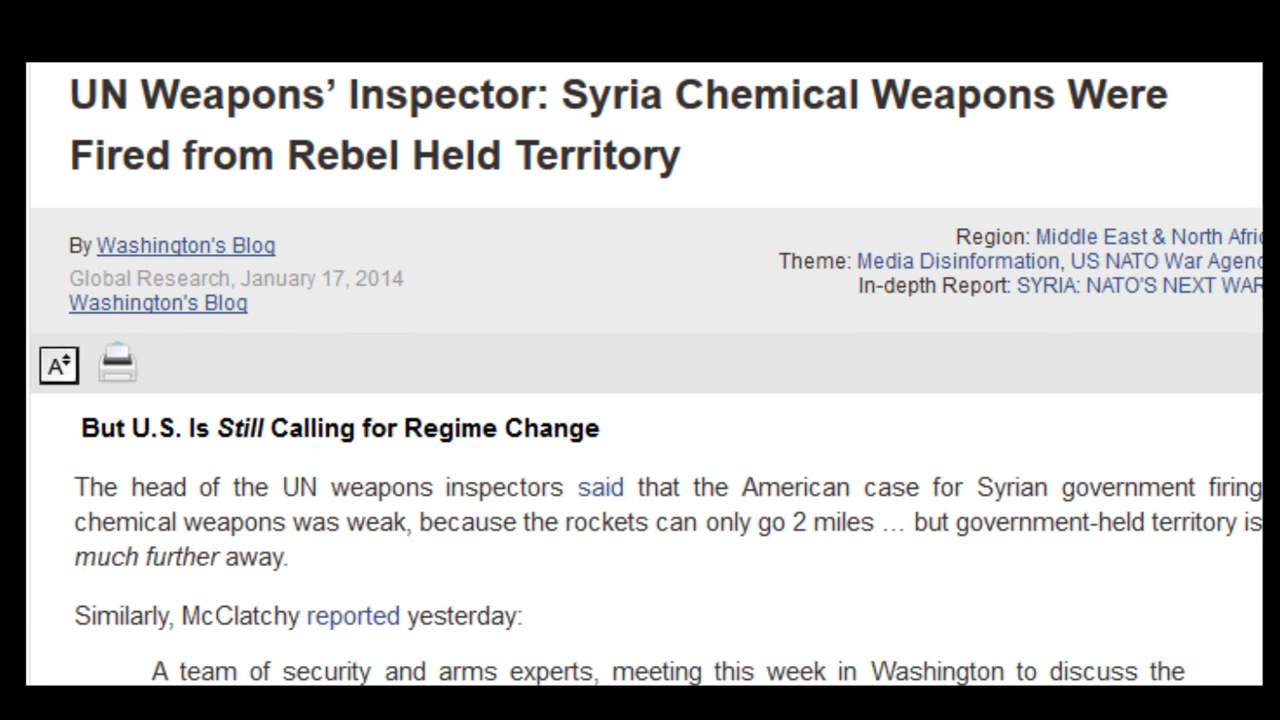 UN Weapons’ Inspector: Syria Chemical Weapons Were
Fired from Rebel Held Territory
By Washington's Blog
Global Research, January 17, 2014
Washington's Blog
Region: Middle East & North Afric
Theme: Media Disinformation, US NATO War Agend
In-depth Report: SYRIA: NATO'S NEXT WAR
A
But U.S. Is Still Calling for Regime Change
The head of the UN weapons inspectors said that the American case for Syrian government firing
chemical weapons was weak, because the rockets can only go 2 miles … but government-held territory is
much further away.
Similarly, McClatchy reported yesterday:
A team of security and arms experts, meeting this week in Washington to discuss the